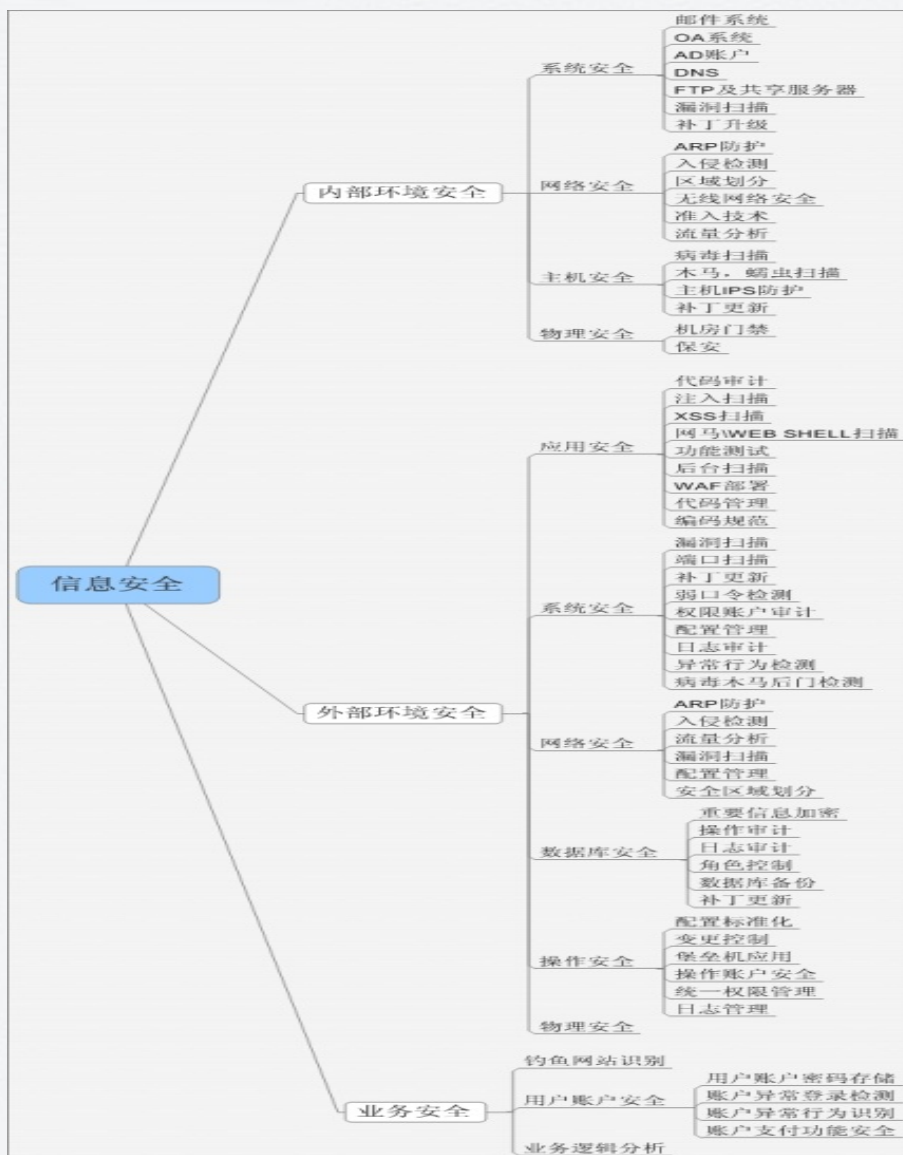 信息安全
内部环境安全
系统安全
邮件系统
OA系统
AD账户
DNS
FTP及共享服务器
漏洞扫描
补丁升级
网络安全
ARP防护
入侵检测
区域划分
无线网络安全
准入技术
流量分析
主机安全
病毒扫描
木马，蠕虫扫描
主机IPS防护
补丁更新
物理安全
机房门禁
保安
外部环境安全
应用安全
代码审计
注入扫描
XSS扫描
网马\WEB SHELL扫描
功能测试
后台扫描
WAF部署
代码管理
编码规范
系统安全
漏洞扫描
端口扫描
补丁更新
弱口令检测
权限账户审计
配置管理
日志审计
异常行为检测
病毒木马后门检测
网络安全
ARP防护
入侵检测
流量分析
漏洞扫描
配置管理
安全区域划分
数据库安全
重要信息加密
操作审计
日志审计
角色控制
数据库备份
补丁更新
操作安全
配置标准化
变更控制
堡垒机应用
操作账户安全
统一权限管理
日志管理
物理安全
业务安全
钓鱼网站识别
用户账户安全
用户账户密码存储
账户异常登录检测
账户异常行为识别
账户支付功能安全
业务逻辑分析